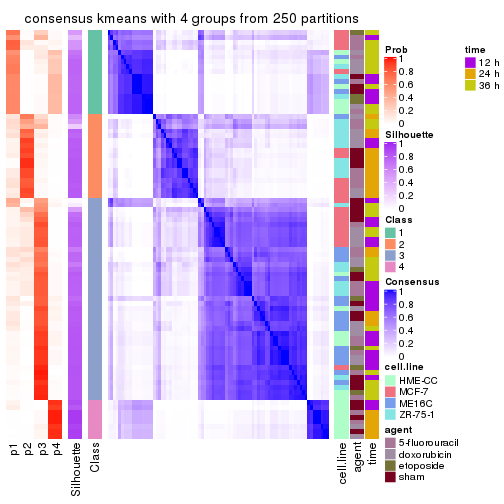 consensus kmeans with 4 groups from 250 partitions
Prob
1
0.8
0.6
0.4
0.2
0
time
12 h
24 h
36 h
Silhouette
1
0.8
0.6
0.4
0.2
0
Class
1
2
3
4
Consensus
1
0.8
0.6
0.4
0.2
0
cell.line
HME-CC
MCF-7
ME16C
ZR-75-1
agent
5-fluorouracil
doxorubicin
etoposide
sham
p1
p2
p3
p4
Silhouette
Class
cell.line
agent
time